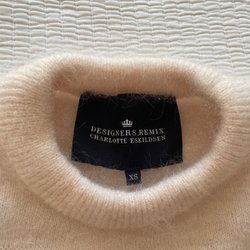 DESIGNERS, REMIX
CHARLOTTE ESKILDSEN
XS